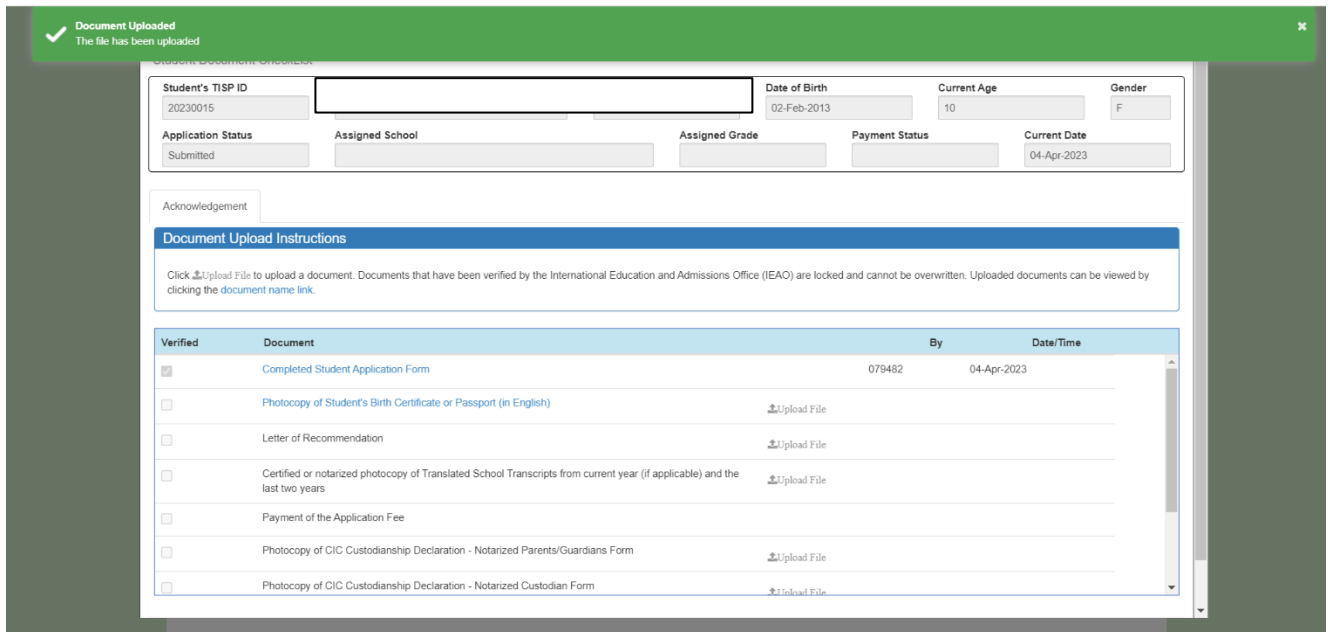 Document Uploaded
The file has been uploaded
Student Document CheckList
Student's TISP ID
Date of Birth
Current Age
Gender
20230015
02-Feb-2013
10
F
Application Status
Assigned School
Assigned Grade
Payment Status
Current Date
Submitted
04-Apr-2023
Acknowledgement
Document Upload Instructions
Click Upload File to upload a document. Documents that have been verified by the International Education and Admissions Office (IEAO) are locked and cannot be overwritten. Uploaded documents can be viewed by
clicking the document name link.
Verified Document By Date/Time
Completed Student Application Form 079482 04-Apr-2023
Photocopy of Student's Birth Certificate or Passport (in English) Upload File
Letter of Recommendation Upload File
Certified or notarized photocopy of Translated School Transcripts from current year (if applicable) and the
last two years
Upload File
Payment of the Application Fee
Photocopy of CIC Custodianship Declaration - Notarized Parents/Guardians Form Upload File
Photocopy of CIC Custodianship Declaration - Notarized Custodian Form Upload File